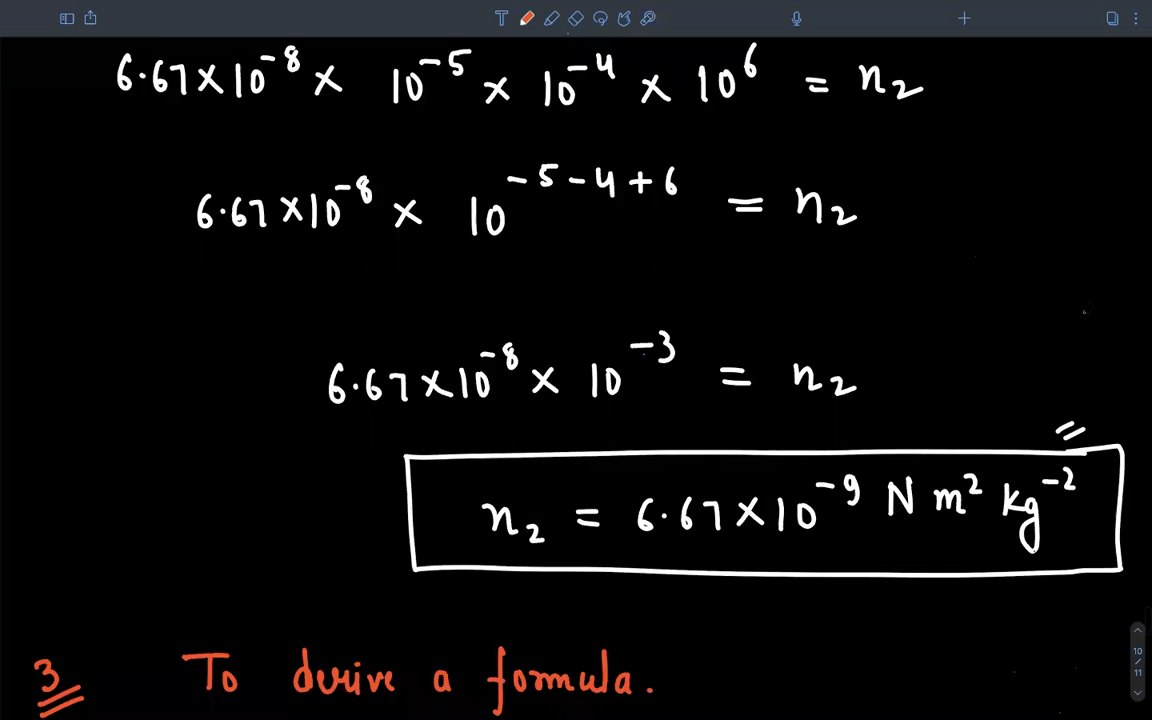 6.67×10⁻⁸ × 10⁻⁵ × 10⁻⁴ × 10⁶ = n₂
6.67×10⁻⁸ × 10⁻⁵⁻⁴⁺⁶ = n₂
6.67×10⁻⁸ × 10⁻³ = n₂
n₂ = 6.67×10⁻⁹ N m² kg⁻²
3 To derive a formula.
10
/
11